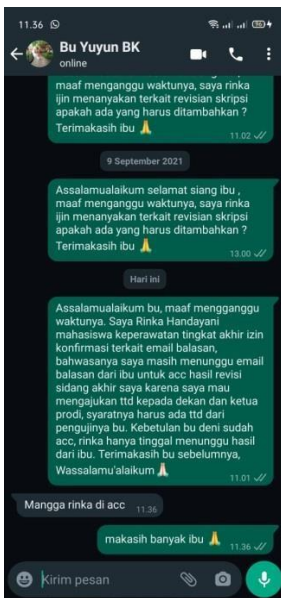 11.36
96
Bu Yuyun BK
online
maaf menganggu waktunya, saya rinka
ijin menanyakan terkait revisian skripsi
apakah ada yang harus ditambahkan ?
Terimakasih ibu 🙏
11.02
9 September 2021
Assalamualaikum selamat siang ibu ,
maaf menganggu waktunya, saya rinka
ijin menanyakan terkait revisian skripsi
apakah ada yang harus ditambahkan ?
Terimakasih ibu 🙏
13.00
Hari ini
Assalamualaikum bu, maaf mengganggu
waktunya. Saya Rinka Handayani
mahasiswa keperawatan tingkat akhir izin
konfirmasi terkait email balasan,
bahwasanya saya masih menunggu email
balasan dari ibu untuk acc hasil revisi
sidang akhir saya karena saya mau
mengajukan ttd kepada dekan dan ketua
prodi, syaratnya harus ada ttd dari
pengujinya bu. Kebetulan bu deni sudah
acc, rinka hanya tinggal menunggu hasil
dari ibu. Terimakasih bu sebelumnya,
Wassalamu'alaikum 🙏🏻
11.01
Mangga rinka di acc 11.36
makasih banyak ibu 🙏 11.36
Kirim pesan